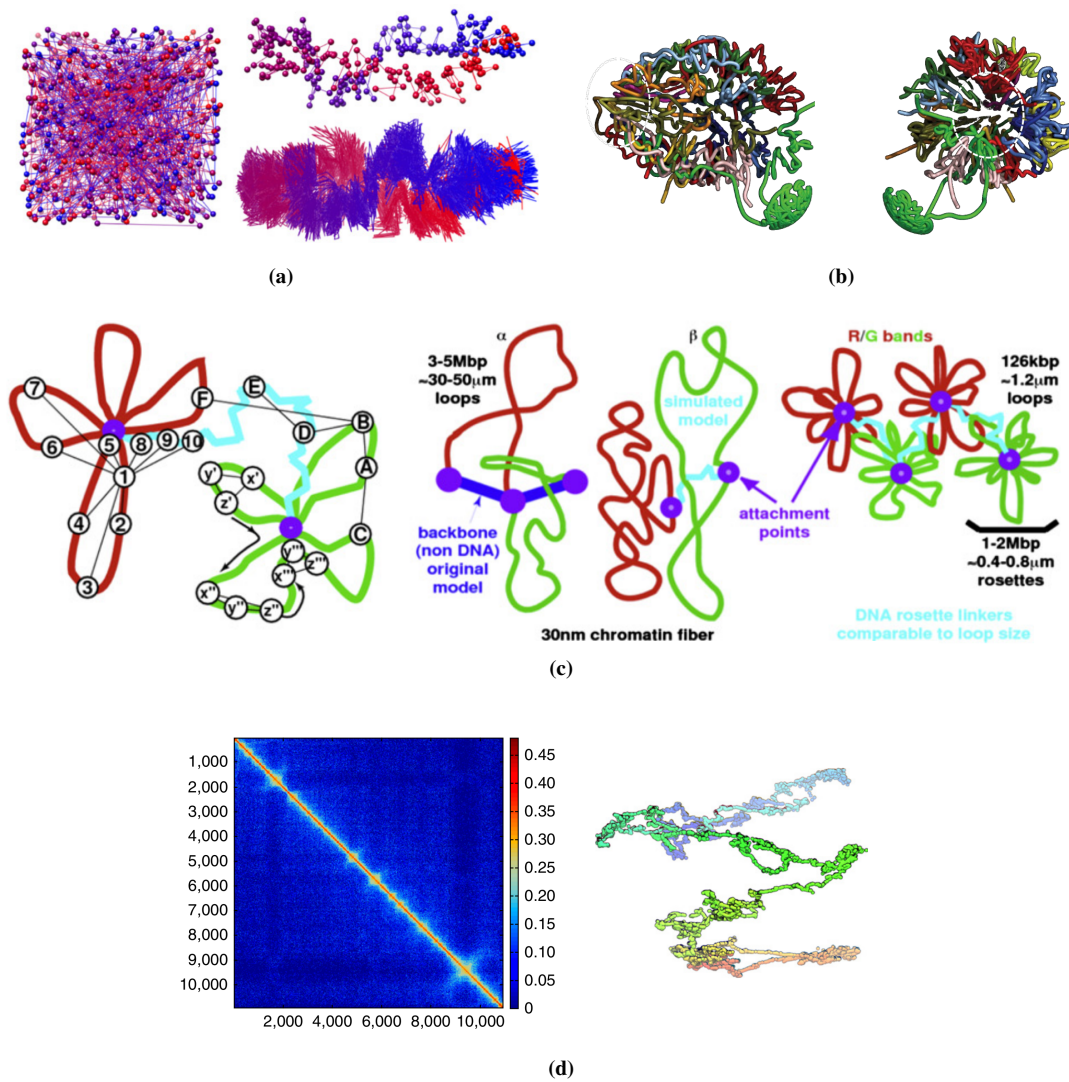 (a)
(b)
7
6
5
8
9
10
1
4
2
3
F
E
D
B
A
C
y'
x'
z'
x"
y"
z"
y'''
x'''
z'''
α
3-5Mbp
~30-50μm
loops
backbone
(non DNA)
original
model
β
simulated
model
attachment
points
30nm chromatin fiber
R/G bands
126kbp
~1.2μm
loops
1-2Mbp
~0.4-0.8μm
rosettes
DNA rosette linkers
comparable to loop size
(c)
1,000
2,000
3,000
4,000
5,000
6,000
7,000
8,000
9,000
10,000
2,000 4,000 6,000 8,000 10,000
0.45
0.40
0.35
0.30
0.25
0.20
0.15
0.10
0.05
0
(d)